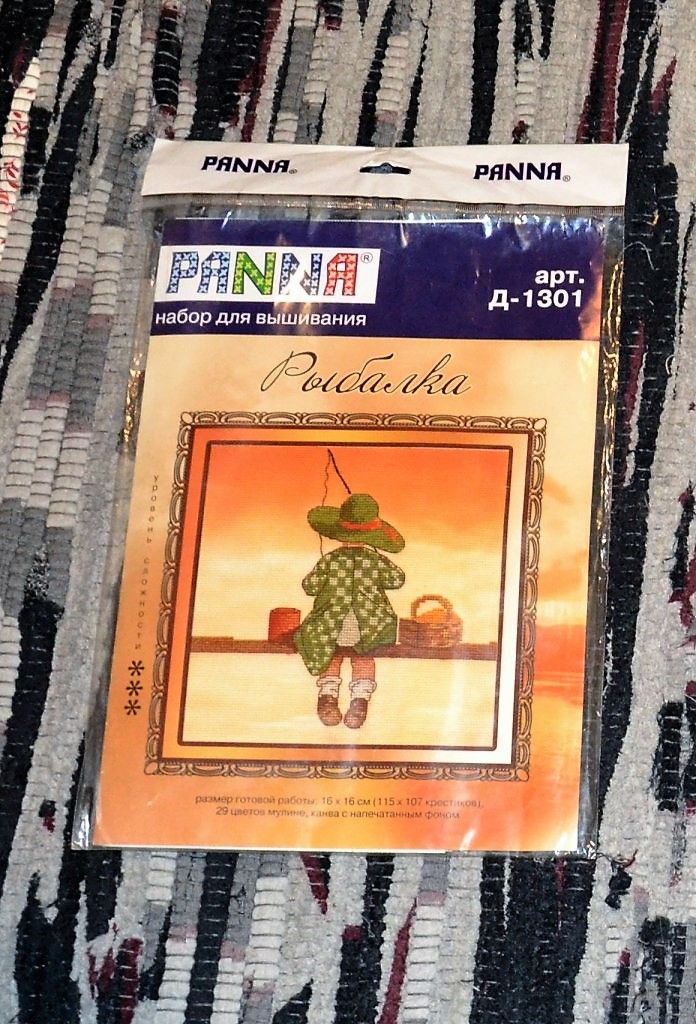 PANNA®
PANNA®
PANNA®
набор для вышивания
арт.
Д-1301
Рыбалка
уровень сложности ***
размер готовой работы: 16 x 16 см (115 x 107 крестиков),
29 цветов мулине, канва с напечатанным фоном